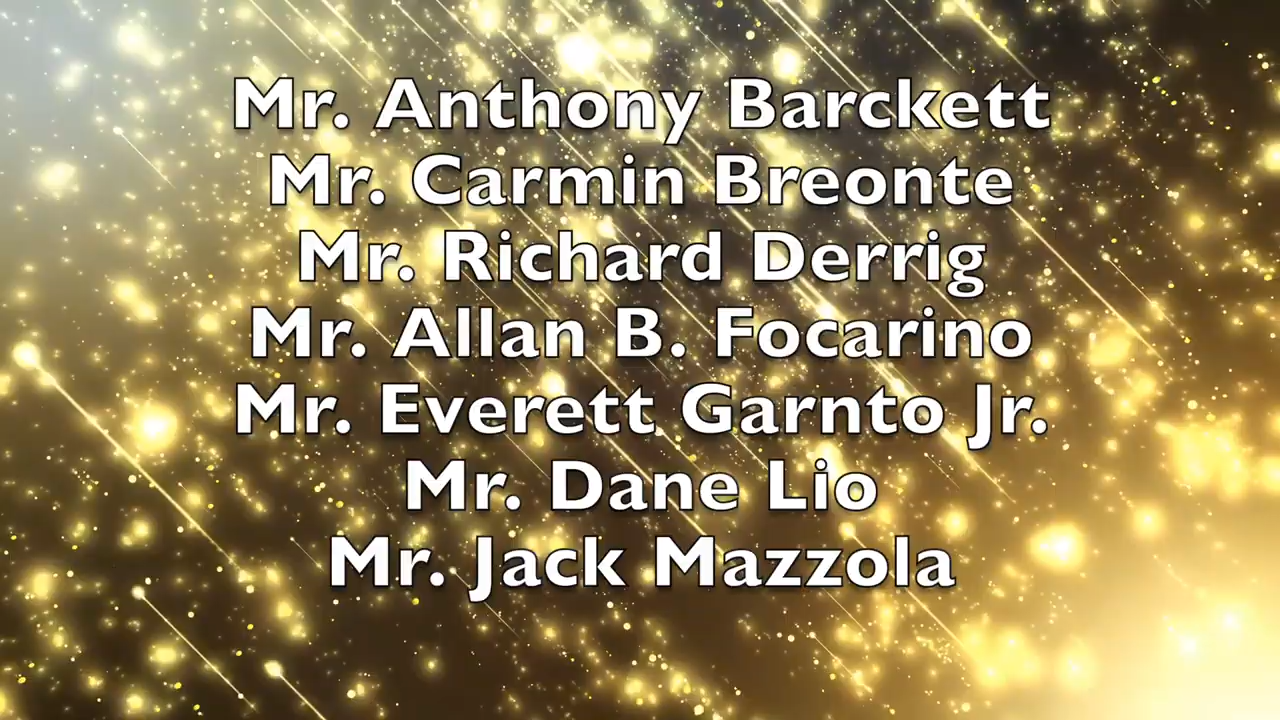 Mr. Anthony Barckett
Mr. Carmin Breonte
Mr. Richard Derrig
Mr. Allan B. Focarino
Mr. Everett Garnto Jr.
Mr. Dane Lio
Mr. Jack Mazzola